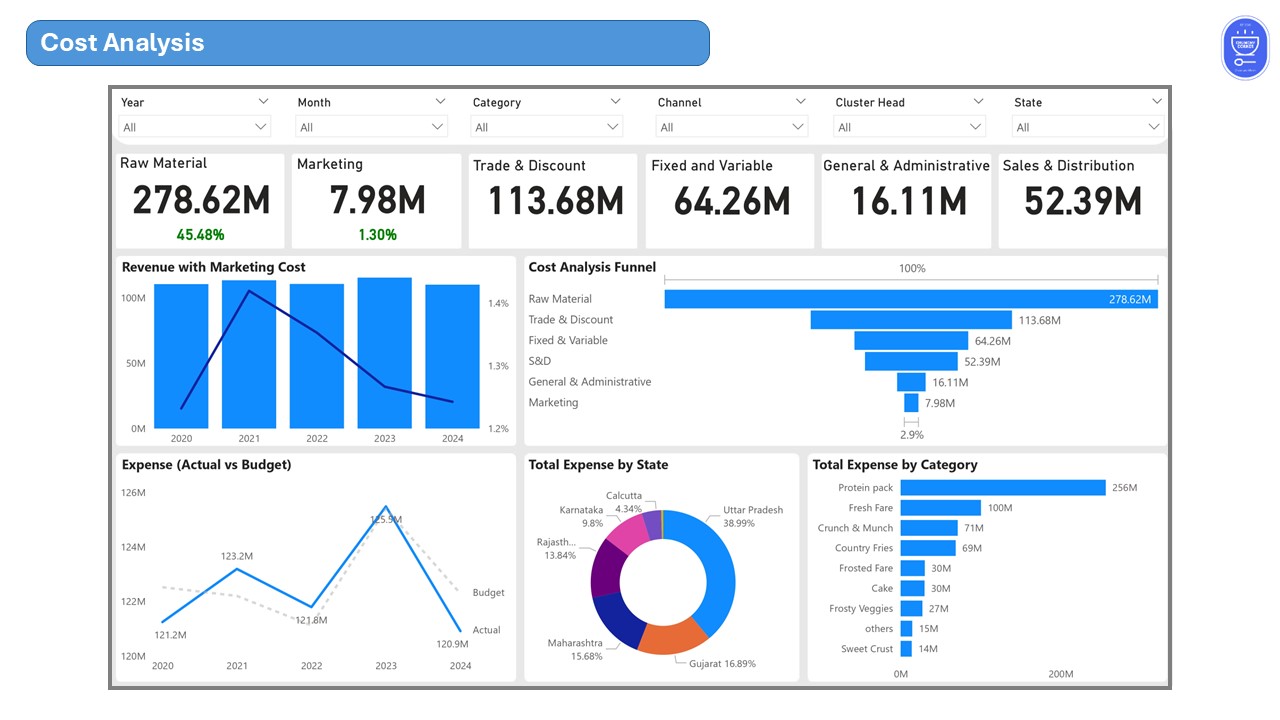 Cost Analysis
Year Month Category Channel Cluster Head State
All All All All All All
Raw Material Marketing Trade & Discount Fixed and Variable General & Administrative Sales & Distribution
278.62M 7.98M 113.68M 64.26M 16.11M 52.39M
45.48% 1.30%
Revenue with Marketing Cost
100M
50M
0M
1.4%
1.3%
1.2%
2020 2021 2022 2023 2024
Cost Analysis Funnel
100%
Raw Material 278.62M
Trade & Discount 113.68M
Fixed & Variable 64.26M
S&D 52.39M
General & Administrative 16.11M
Marketing 7.98M
2.9%
Expense (Actual vs Budget)
126M
124M
122M
120M
121.2M
123.2M
121.8M
125.5M
120.9M
Budget
Actual
2020 2021 2022 2023 2024
Total Expense by State
Calcutta
4.34%
Karnataka
9.8%
Rajasth...
13.84%
Maharashtra
15.68%
Gujarat 16.89%
Uttar Pradesh
38.99%
Total Expense by Category
Protein pack 256M
Fresh Fare 100M
Crunch & Munch 71M
Country Fries 69M
Frosted Fare 30M
Cake 30M
Frosty Veggies 27M
others 15M
Sweet Crust 14M
0M 200M